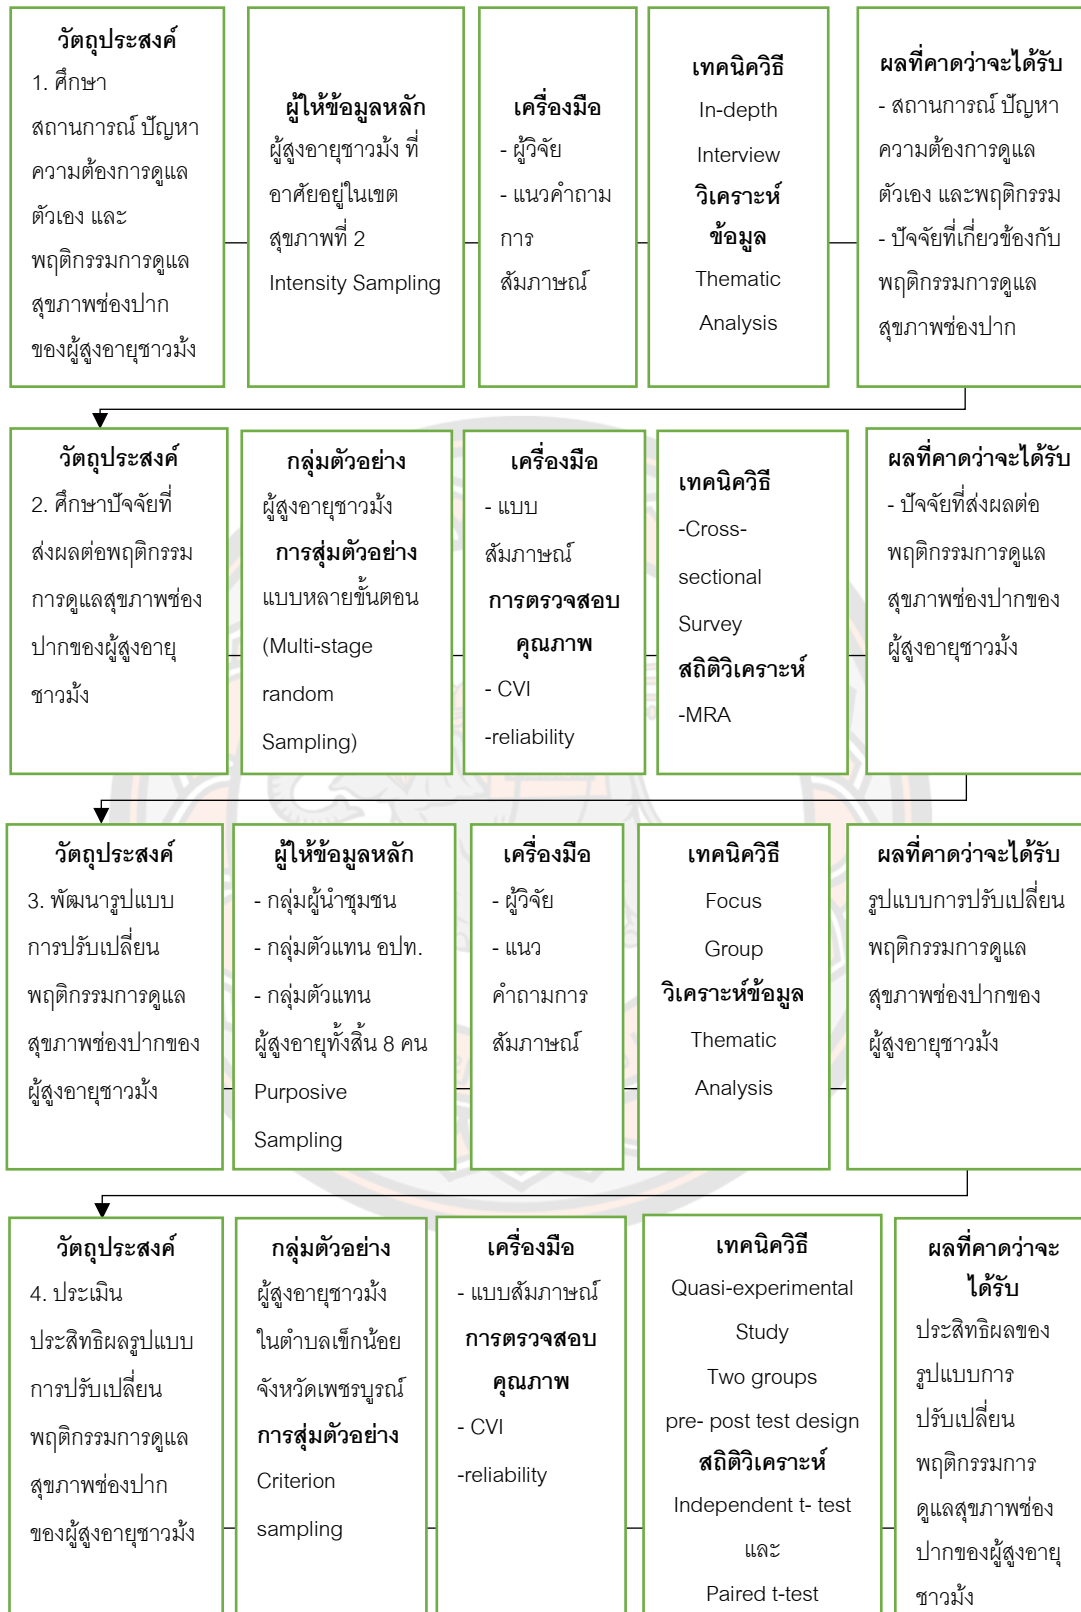 วัตถุประสงค์
1. ศึกษา
สถานการณ์ ปัญหา
ความต้องการดูแล
ตัวเอง และ
พฤติกรรมการดูแล
สุขภาพช่องปาก
ของผู้สูงอายุชาวม้ง
ผู้ให้ข้อมูลหลัก
ผู้สูงอายุชาวม้ง ที่
อาศัยอยู่ในเขต
สุขภาพที่ 2
Intensity Sampling
เครื่องมือ
- ผู้วิจัย
- แนวคำถาม
การ
สัมภาษณ์
เทคนิควิธี
In-depth
Interview
วิเคราะห์
ข้อมูล
Thematic
Analysis
ผลที่คาดว่าจะได้รับ
- สถานการณ์ ปัญหา
ความต้องการดูแล
ตัวเอง และพฤติกรรม
- ปัจจัยที่เกี่ยวข้องกับ
พฤติกรรมการดูแล
สุขภาพช่องปาก
วัตถุประสงค์
2. ศึกษาปัจจัยที่
ส่งผลต่อพฤติกรรม
การดูแลสุขภาพช่อง
ปากของผู้สูงอายุ
ชาวม้ง
กลุ่มตัวอย่าง
ผู้สูงอายุชาวม้ง
การสุ่มตัวอย่าง
แบบหลายขั้นตอน
(Multi-stage
random
Sampling)
เครื่องมือ
- แบบ
สัมภาษณ์
การตรวจสอบ
คุณภาพ
- CVI
-reliability
เทคนิควิธี
-Cross-
sectional
Survey
สถิติวิเคราะห์
-MRA
ผลที่คาดว่าจะได้รับ
- ปัจจัยที่ส่งผลต่อ
พฤติกรรมการดูแล
สุขภาพช่องปากของ
ผู้สูงอายุชาวม้ง
วัตถุประสงค์
3. พัฒนารูปแบบ
การปรับเปลี่ยน
พฤติกรรมการดูแล
สุขภาพช่องปากของ
ผู้สูงอายุชาวม้ง
ผู้ให้ข้อมูลหลัก
- กลุ่มผู้นำชุมชน
- กลุ่มตัวแทน อปท.
- กลุ่มตัวแทน
ผู้สูงอายุทั้งสิ้น 8 คน
Purposive
Sampling
เครื่องมือ
- ผู้วิจัย
- แนว
คำถามการ
สัมภาษณ์
เทคนิควิธี
Focus
Group
วิเคราะห์ข้อมูล
Thematic
Analysis
ผลที่คาดว่าจะได้รับ
รูปแบบการปรับเปลี่ยน
พฤติกรรมการดูแล
สุขภาพช่องปากของ
ผู้สูงอายุชาวม้ง
วัตถุประสงค์
4. ประเมิน
ประสิทธิผลรูปแบบ
การปรับเปลี่ยน
พฤติกรรมการดูแล
สุขภาพช่องปาก
ของผู้สูงอายุชาวม้ง
กลุ่มตัวอย่าง
ผู้สูงอายุชาวม้ง
ในตำบลเข็กน้อย
จังหวัดเพชรบูรณ์
การสุ่มตัวอย่าง
Criterion
sampling
เครื่องมือ
- แบบสัมภาษณ์
การตรวจสอบ
คุณภาพ
- CVI
-reliability
เทคนิควิธี
Quasi-experimental
Study
Two groups
pre- post test design
สถิติวิเคราะห์
Independent t- test
และ
Paired t-test
ผลที่คาดว่าจะ
ได้รับ
ประสิทธิผลของ
รูปแบบการ
ปรับเปลี่ยน
พฤติกรรมการ
ดูแลสุขภาพช่อง
ปากของผู้สูงอายุ
ชาวม้ง